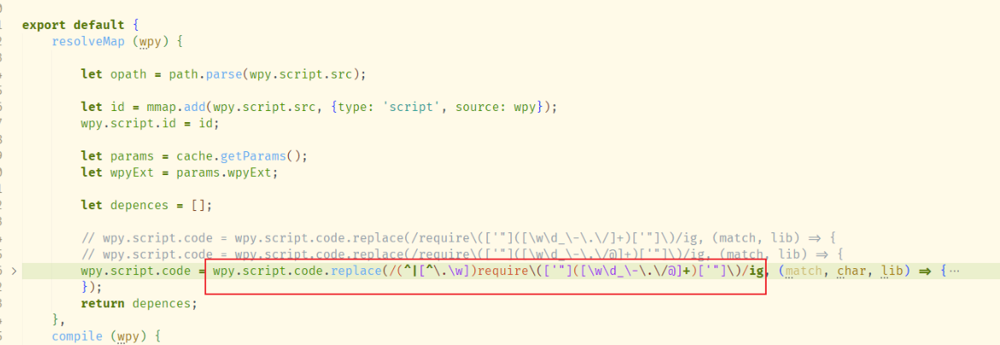 export default {
resolveMap (wpy) {
let opath = path.parse(wpy.script.src);
let id = mmap.add(wpy.script.src, {type: 'script', source: wpy});
wpy.script.id = id;
let params = cache.getParams();
let wpyExt = params.wpyExt;
let depences = [];
// wpy.script.code = wpy.script.code.replace(/require\(['"]([\w\d_\-\.\/]+)['"]\)/ig, (match, lib) => {
// wpy.script.code = wpy.script.code.replace(/require\(['"]([\w\d_\-\.\/@]+)['"]\)/ig, (match, lib) => {
wpy.script.code = wpy.script.code.replace(/(^|[^\.\w])require\(['"]([\w\d_\-\.\/@]+)['"]\)/ig, (match, char, lib) => {···
});
return depences;
},
compile (wpy) {